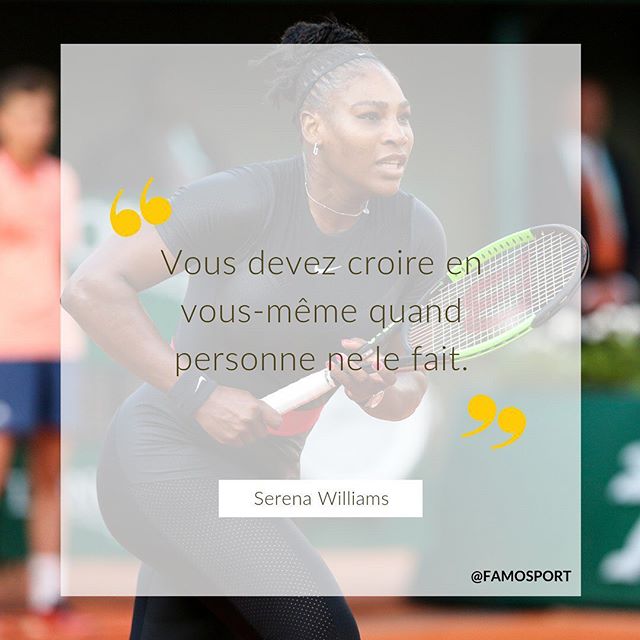 Vous devez croire en
vous-même quand
personne ne le fait.
Serena Williams
@FAMOSPORT